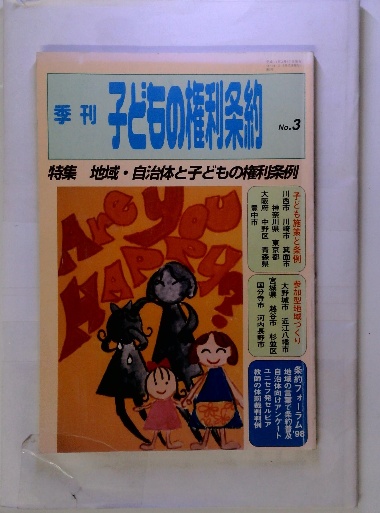 季刊
子どもの権利条約
No.3
特集 地域・自治体と子どもの権利条例
子ども施策と条例
川西市 川崎市 箕面市
神奈川県 東京都
大阪府 中野区 青森県
豊中市
参加型地域づくり
大野城市 近江八幡市
宮城県 越谷市 杉並区
国分寺市 河内長野市
条約フォーラム'98
地域の言葉で条約普及
自治体向けアンケート
ユニセフ発セルビア
教師の体罰裁判判例
Are You
HAPPY?